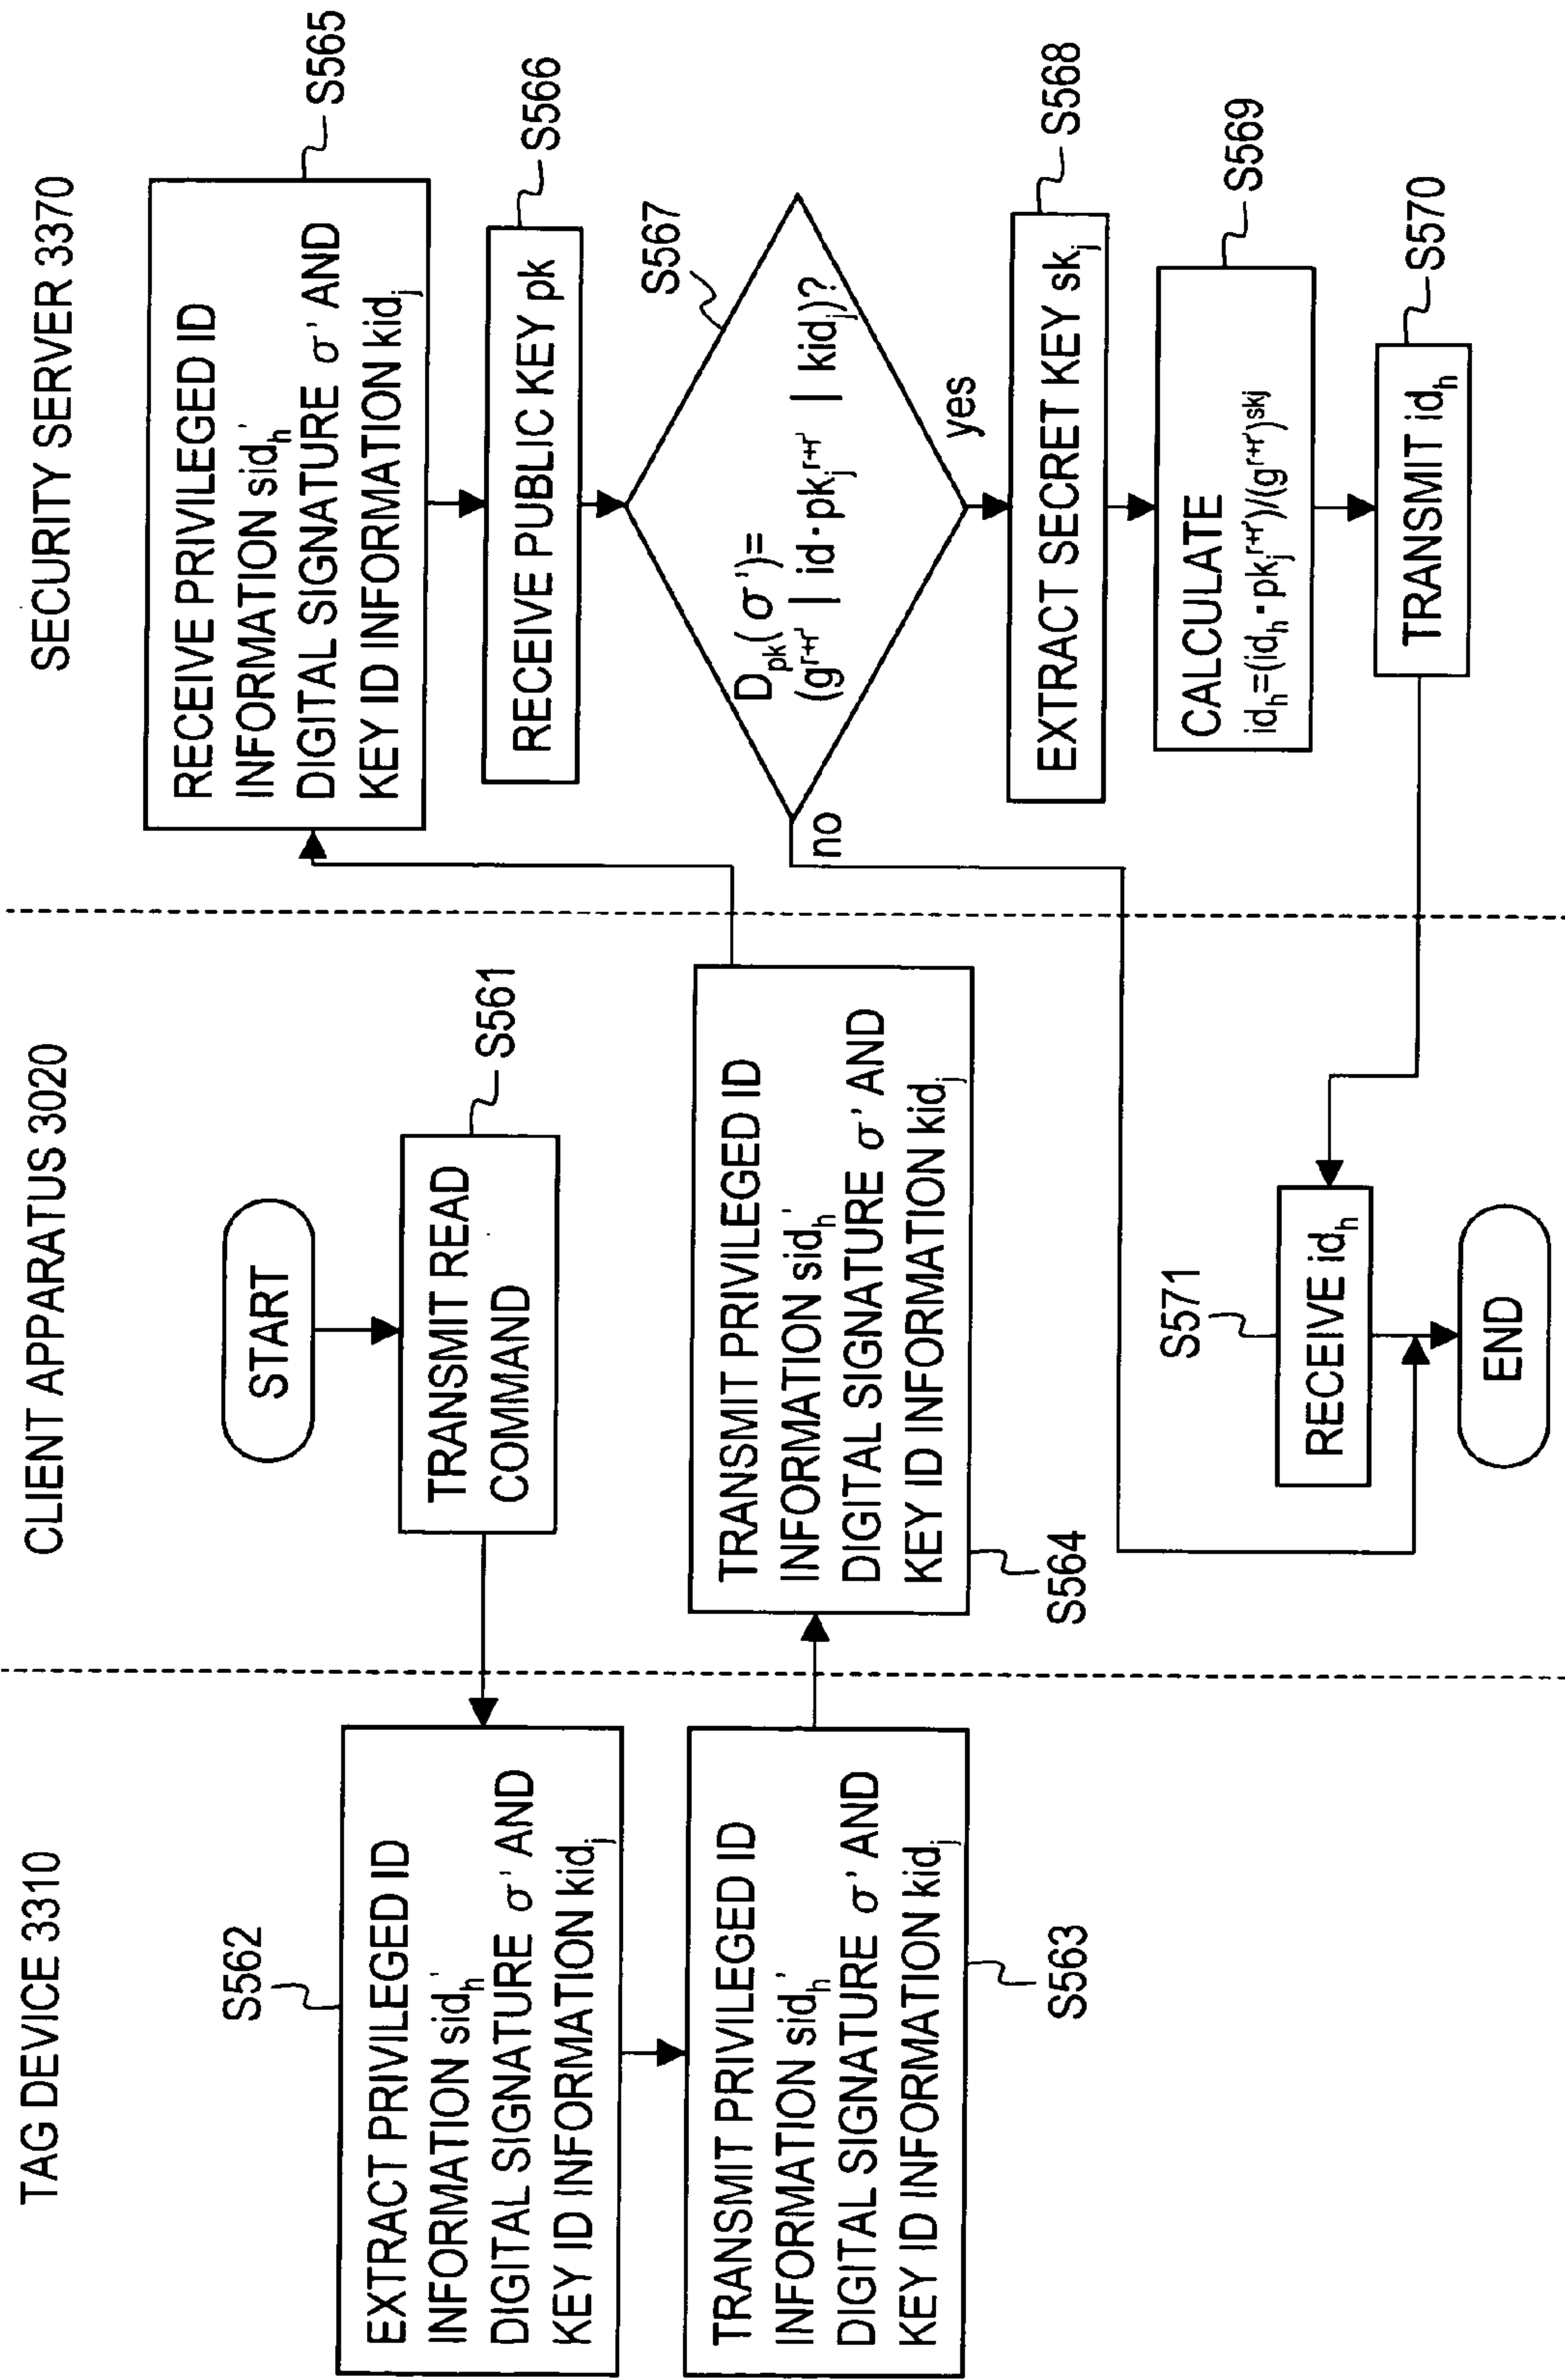 TAG DEVICE 3310
CLIENT APPARATUS 3020
SECURITY SERVER 3370
START
TRANSMIT READ
COMMAND
S561
S562
EXTRACT PRIVILEGED ID
INFORMATION sid_h'
DIGITAL SIGNATURE σ' AND
KEY ID INFORMATION kid_j
TRANSMIT PRIVILEGED ID
INFORMATION sid_h'
DIGITAL SIGNATURE σ' AND
KEY ID INFORMATION kid_j
S563
TRANSMIT PRIVILEGED ID
INFORMATION sid_h'
DIGITAL SIGNATURE σ' AND
KEY ID INFORMATION kid_j
S564
RECEIVE PRIVILEGED ID
INFORMATION sid_h'
DIGITAL SIGNATURE σ' AND
KEY ID INFORMATION kid_j
S565
RECEIVE PUBLIC KEY pk
S566
D_pk(σ')=
(g^{r+r'} | id·pk_j^{r+r'} | kid_j)?
S567
no
yes
EXTRACT SECRET KEY sk_j
S568
CALCULATE
id_h=(id_h·pk_j^{r+r'})/(g^{r+r'})^{skj}
S569
TRANSMIT id_h
S570
S571
RECEIVE id_h
END